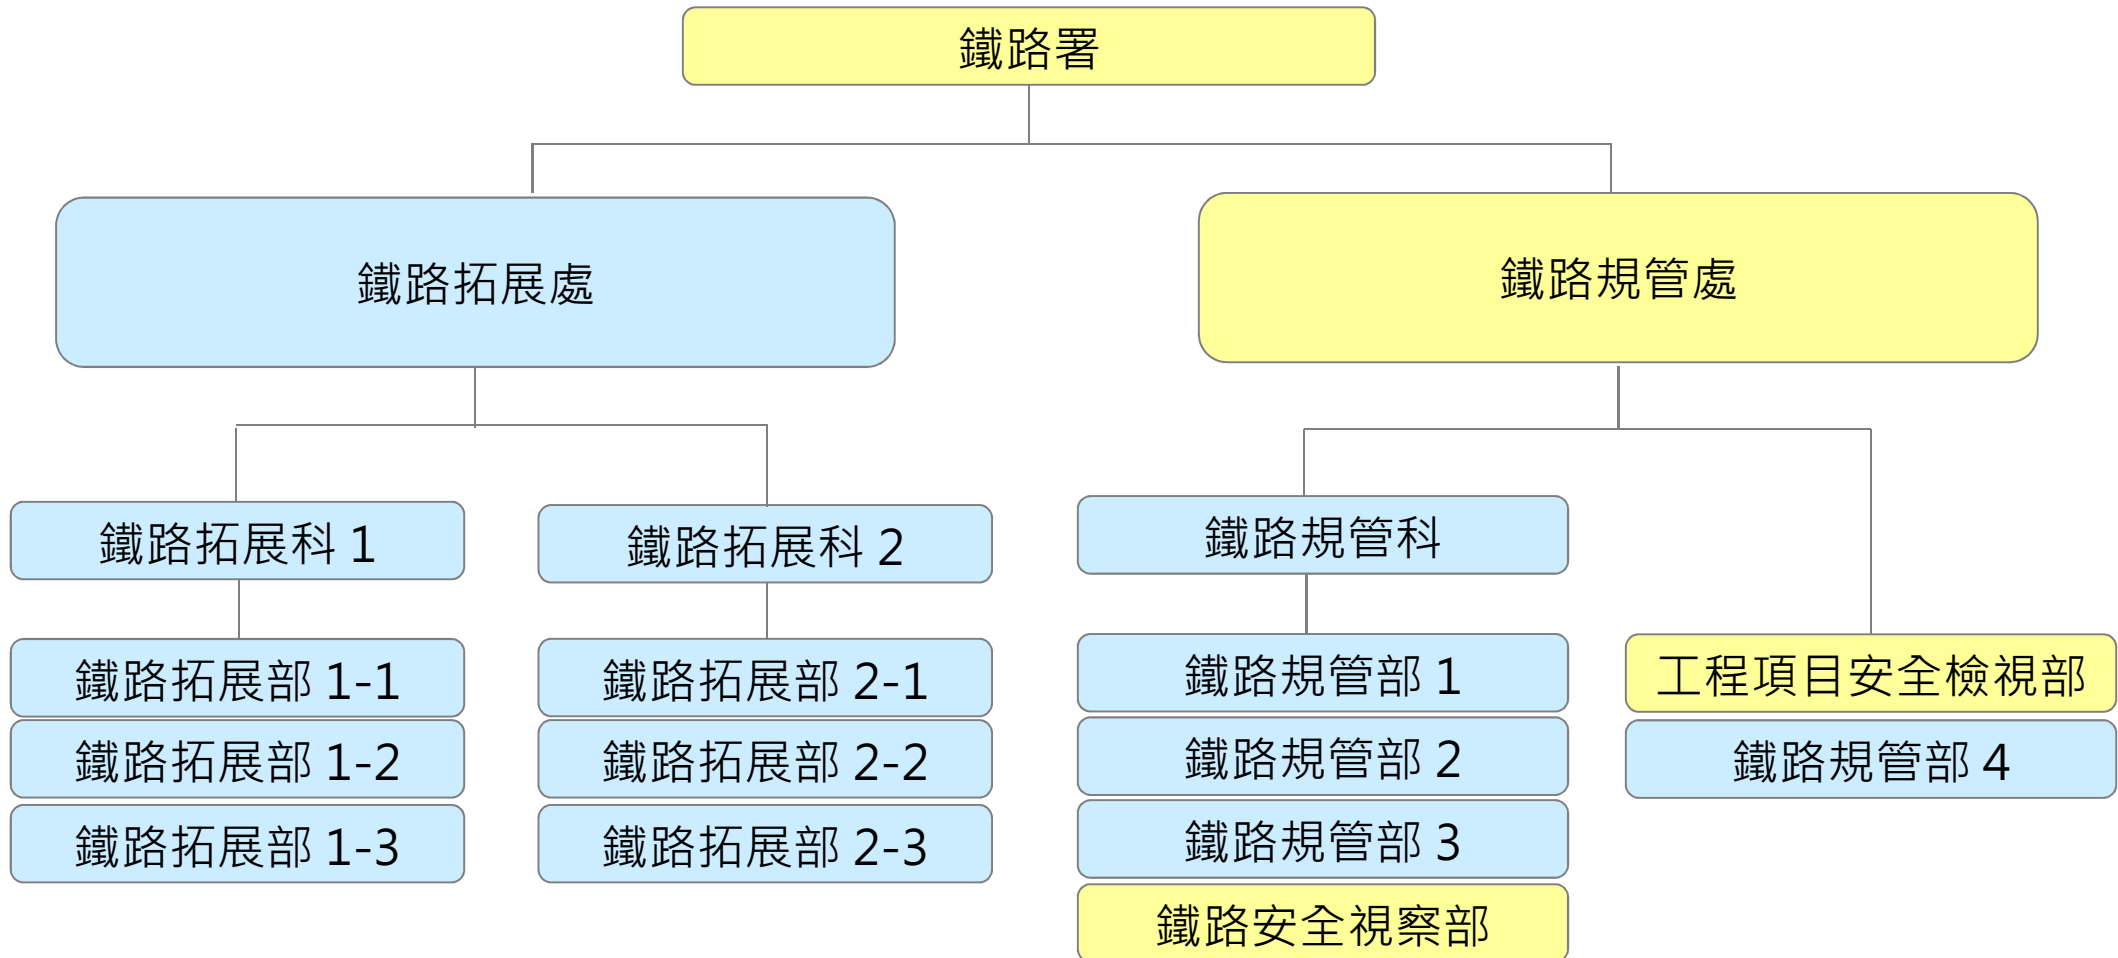 鐵路署
鐵路拓展處
鐵路規管處
鐵路拓展科 1
鐵路拓展科 2
鐵路規管科
鐵路拓展部 1-1
鐵路拓展部 1-2
鐵路拓展部 1-3
鐵路拓展部 2-1
鐵路拓展部 2-2
鐵路拓展部 2-3
鐵路規管部 1
鐵路規管部 2
鐵路規管部 3
鐵路安全視察部
工程項目安全檢視部
鐵路規管部 4